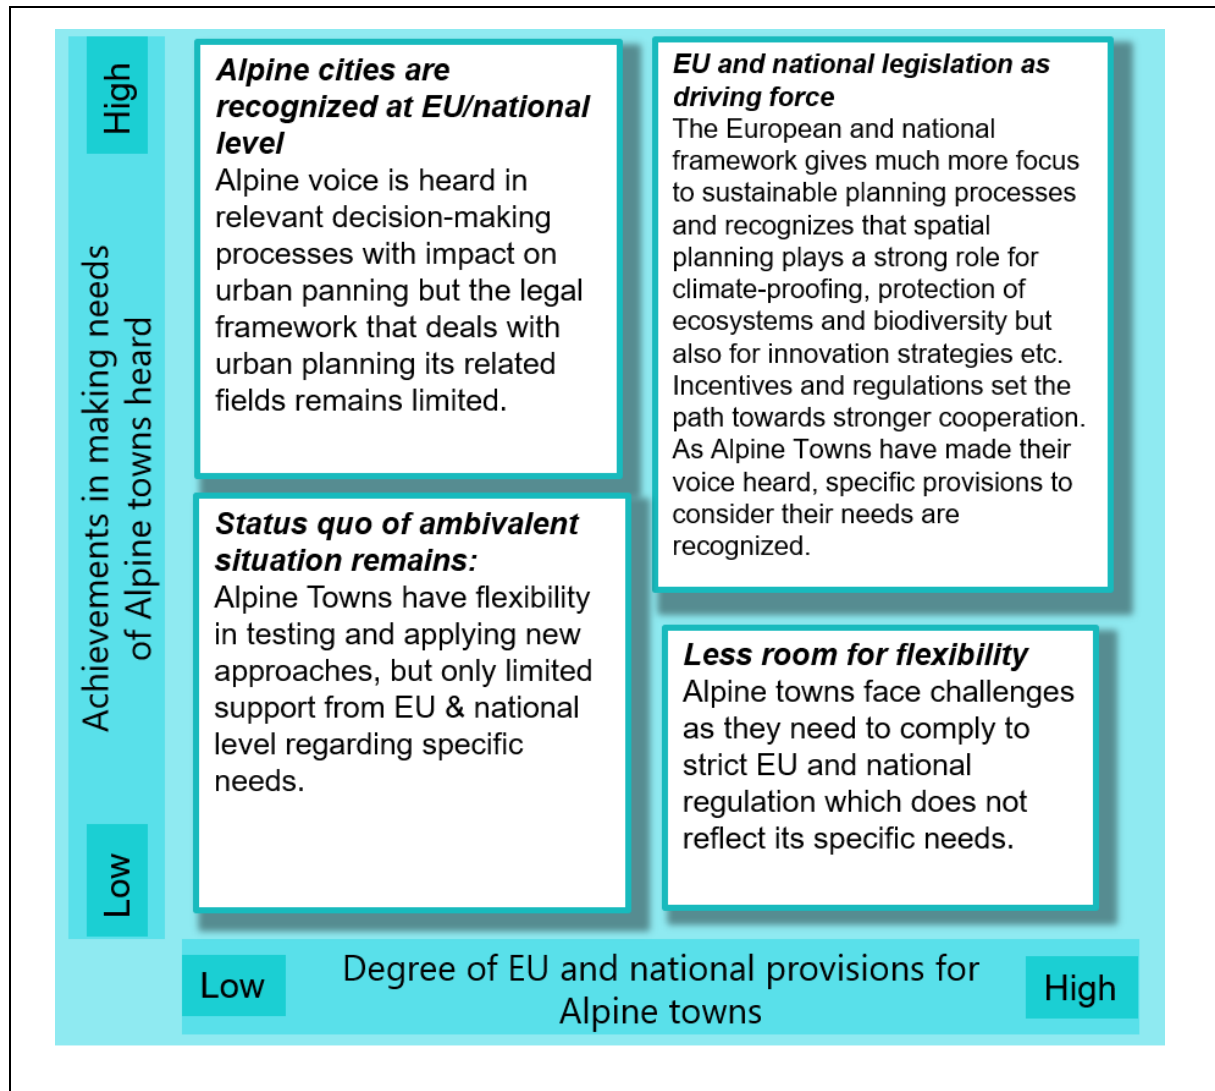 High
Achievements in making needs
of Alpine towns heard
Low
Alpine cities are
recognized at EU/national
level
Alpine voice is heard in
relevant decision-making
processes with impact on
urban panning but the legal
framework that deals with
urban planning its related
fields remains limited.
EU and national legislation as
driving force
The European and national
framework gives much more focus
to sustainable planning processes
and recognizes that spatial
planning plays a strong role for
climate-proofing, protection of
ecosystems and biodiversity but
also for innovation strategies etc.
Incentives and regulations set the
path towards stronger cooperation.
As Alpine Towns have made their
voice heard, specific provisions to
consider their needs are
recognized.
Status quo of ambivalent
situation remains:
Alpine Towns have flexibility
in testing and applying new
approaches, but only limited
support from EU & national
level regarding specific
needs.
Less room for flexibility
Alpine towns face challenges
as they need to comply to
strict EU and national
regulation which does not
reflect its specific needs.
Low
Degree of EU and national provisions for
Alpine towns
High